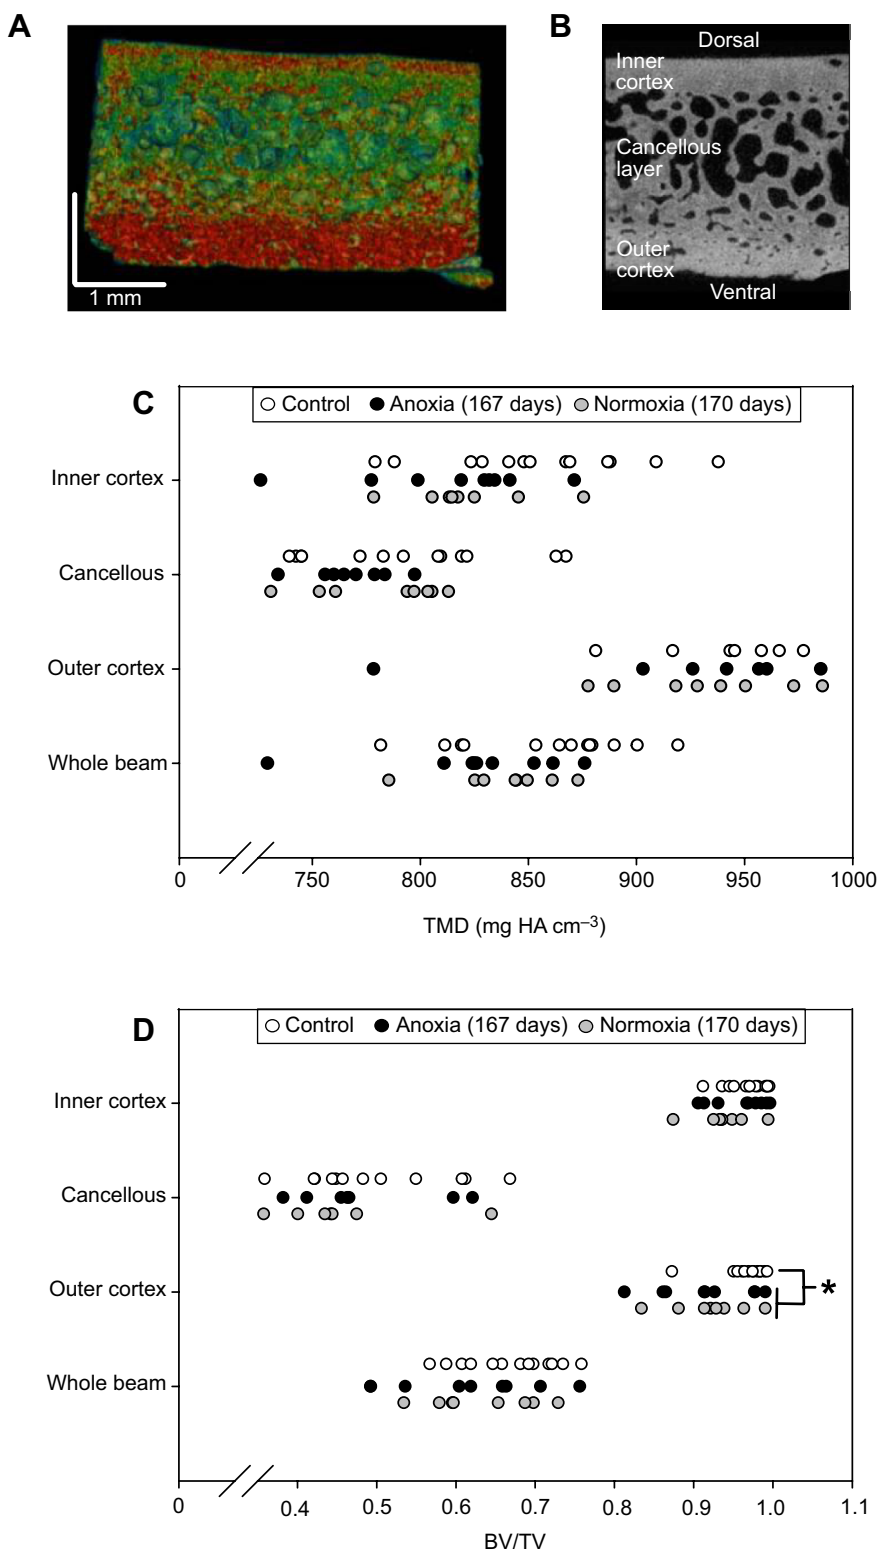 A
1 mm
B
Dorsal
Inner
cortex
Cancellous
layer
Outer
cortex
Ventral
C
Control Anoxia (167 days) Normoxia (170 days)
Inner cortex
Cancellous
Outer cortex
Whole beam
0 750 800 850 900 950 1000
TMD (mg HA cm–3)
D
Control Anoxia (167 days) Normoxia (170 days)
Inner cortex
Cancellous
Outer cortex
*
Whole beam
0 0.4 0.5 0.6 0.7 0.8 0.9 1.0 1.1
BV/TV